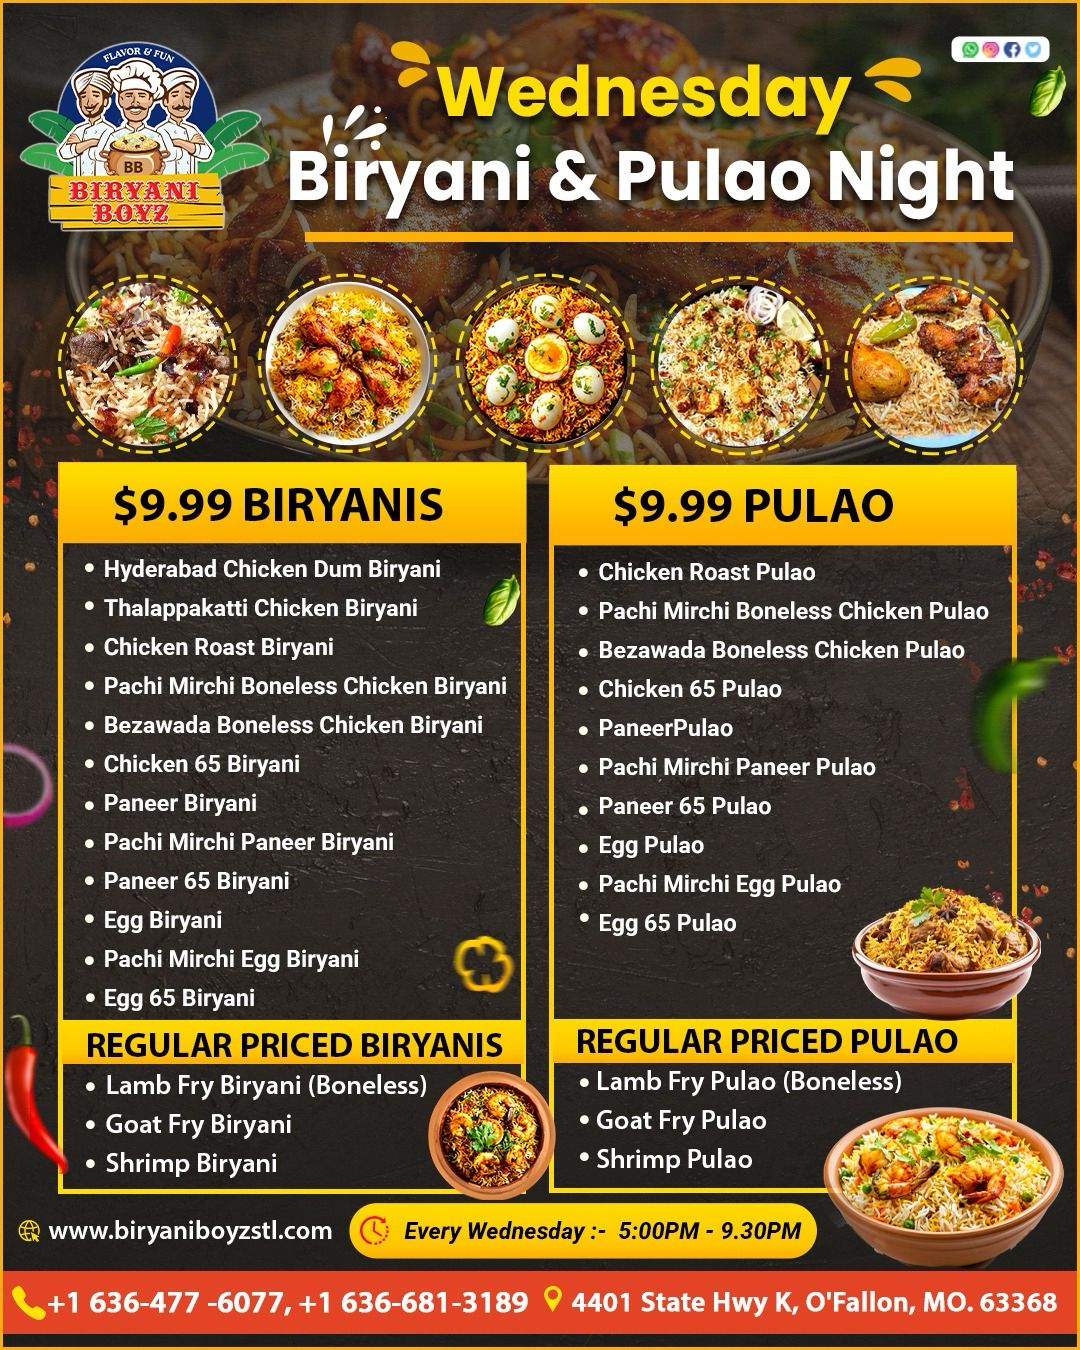 FLAVOR & FUN
BB
BIRYANI
BOYZ
Wednesday
Biryani & Pulao Night
$9.99 BIRYANIS
• Hyderabad Chicken Dum Biryani
• Thalappakatti Chicken Biryani
• Chicken Roast Biryani
• Pachi Mirchi Boneless Chicken Biryani
• Bezawada Boneless Chicken Biryani
• Chicken 65 Biryani
• Paneer Biryani
• Pachi Mirchi Paneer Biryani
• Paneer 65 Biryani
• Egg Biryani
• Pachi Mirchi Egg Biryani
• Egg 65 Biryani
REGULAR PRICED BIRYANIS
• Lamb Fry Biryani (Boneless)
• Goat Fry Biryani
• Shrimp Biryani
$9.99 PULAO
• Chicken Roast Pulao
• Pachi Mirchi Boneless Chicken Pulao
• Bezawada Boneless Chicken Pulao
• Chicken 65 Pulao
• PaneerPulao
• Pachi Mirchi Paneer Pulao
• Paneer 65 Pulao
• Egg Pulao
• Pachi Mirchi Egg Pulao
• Egg 65 Pulao
REGULAR PRICED PULAO
• Lamb Fry Pulao (Boneless)
• Goat Fry Pulao
• Shrimp Pulao
www.biryaniboyzstl.com
Every Wednesday :- 5:00PM - 9.30PM
+1 636-477 -6077, +1 636-681-3189
4401 State Hwy K, O'Fallon, MO. 63368